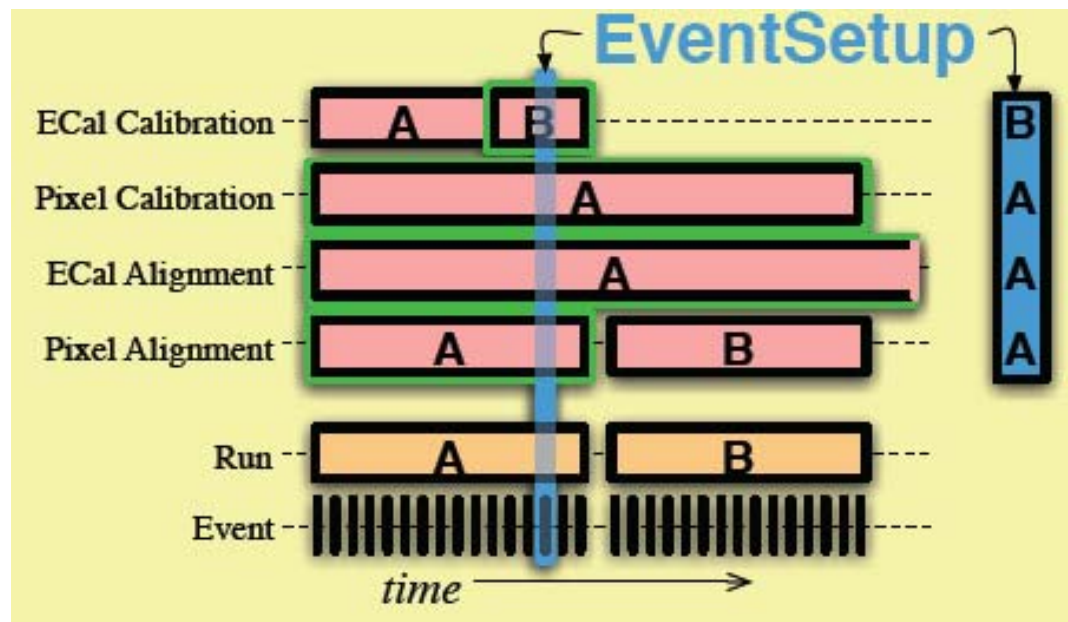 EventSetup
ECal Calibration A B B
Pixel Calibration A A
ECal Alignment A A
Pixel Alignment A B A
Run A B
Event
time